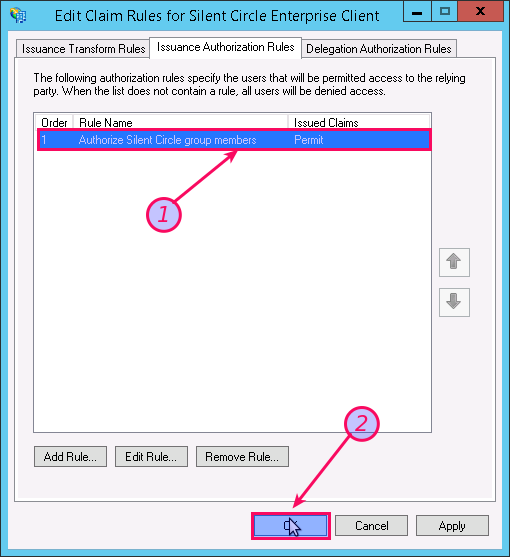 Edit Claim Rules for Silent Circle Enterprise Client
Issuance Transform Rules Issuance Authorization Rules Delegation Authorization Rules
The following authorization rules specify the users that will be permitted access to the relying
party. When the list does not contain a rule, all users will be denied access.
Order Rule Name Issued Claims
1 Authorize Silent Circle group members Permit
1
2
Add Rule... Edit Rule... Remove Rule...
Cancel Apply